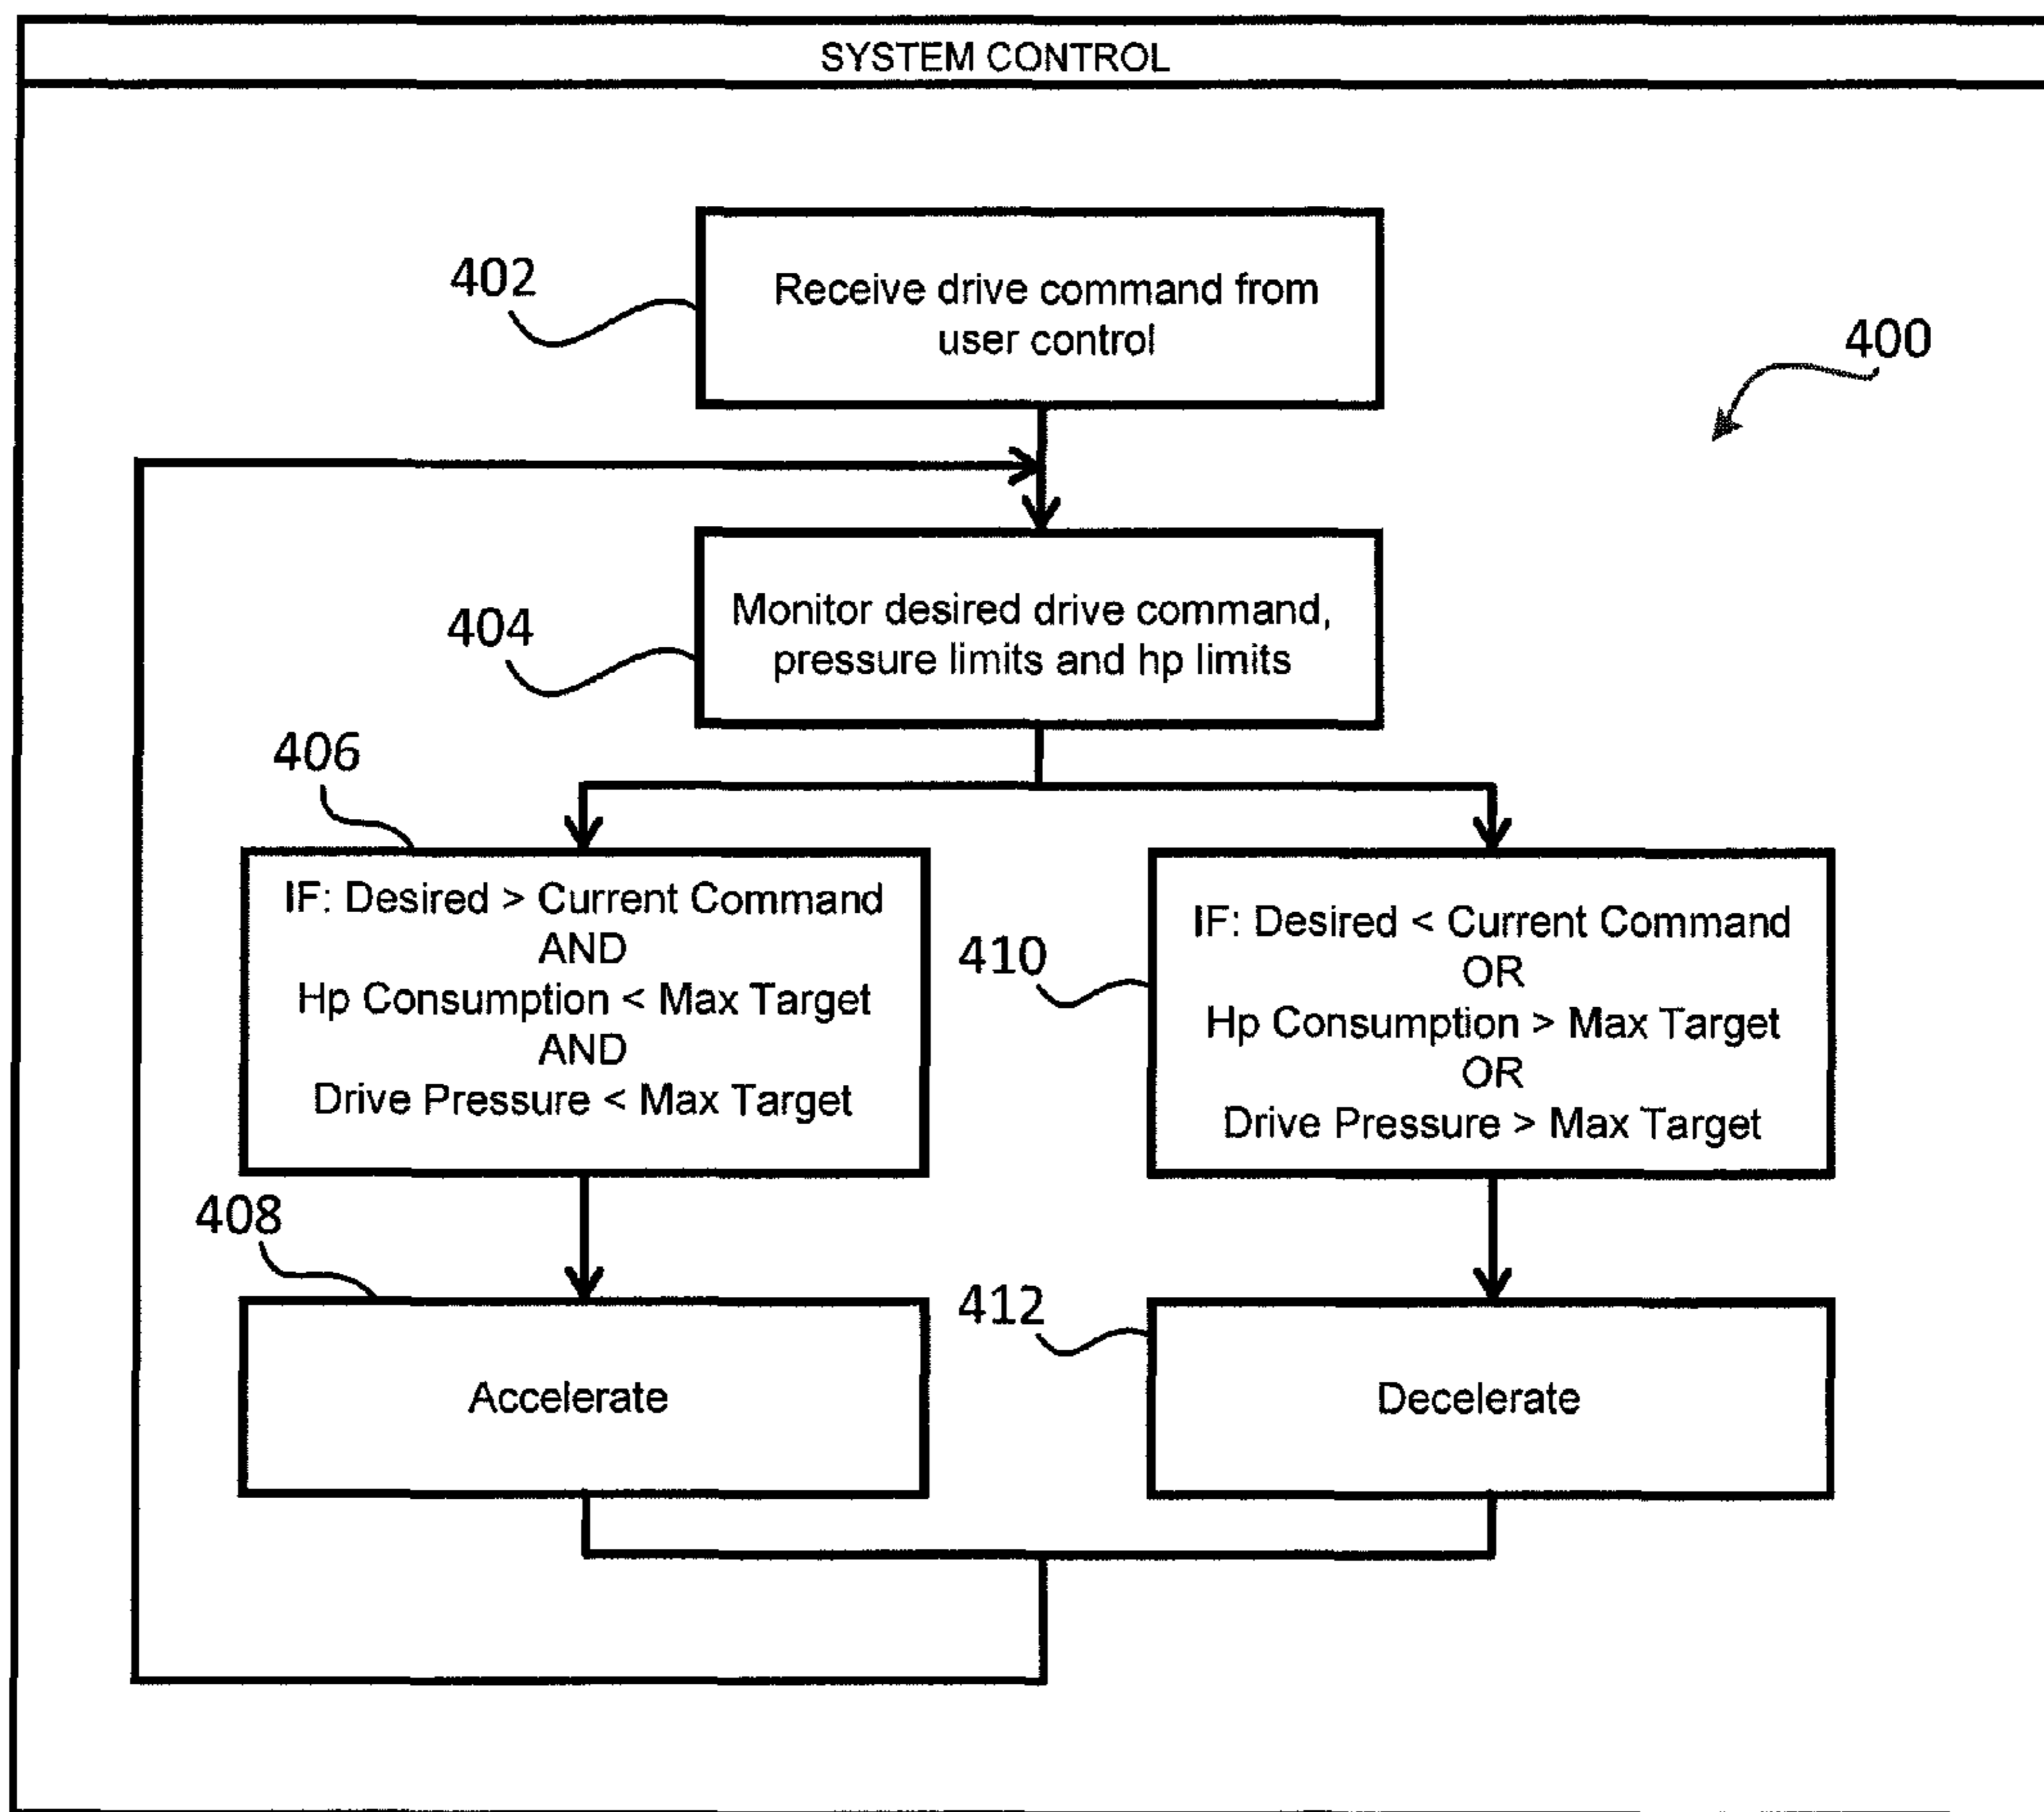 SYSTEM CONTROL
402
Receive drive command from
user control
400
404
Monitor desired drive command,
pressure limits and hp limits
406
IF: Desired > Current Command
AND
Hp Consumption < Max Target
AND
Drive Pressure < Max Target
410
IF: Desired < Current Command
OR
Hp Consumption > Max Target
OR
Drive Pressure > Max Target
408
Accelerate
412
Decelerate